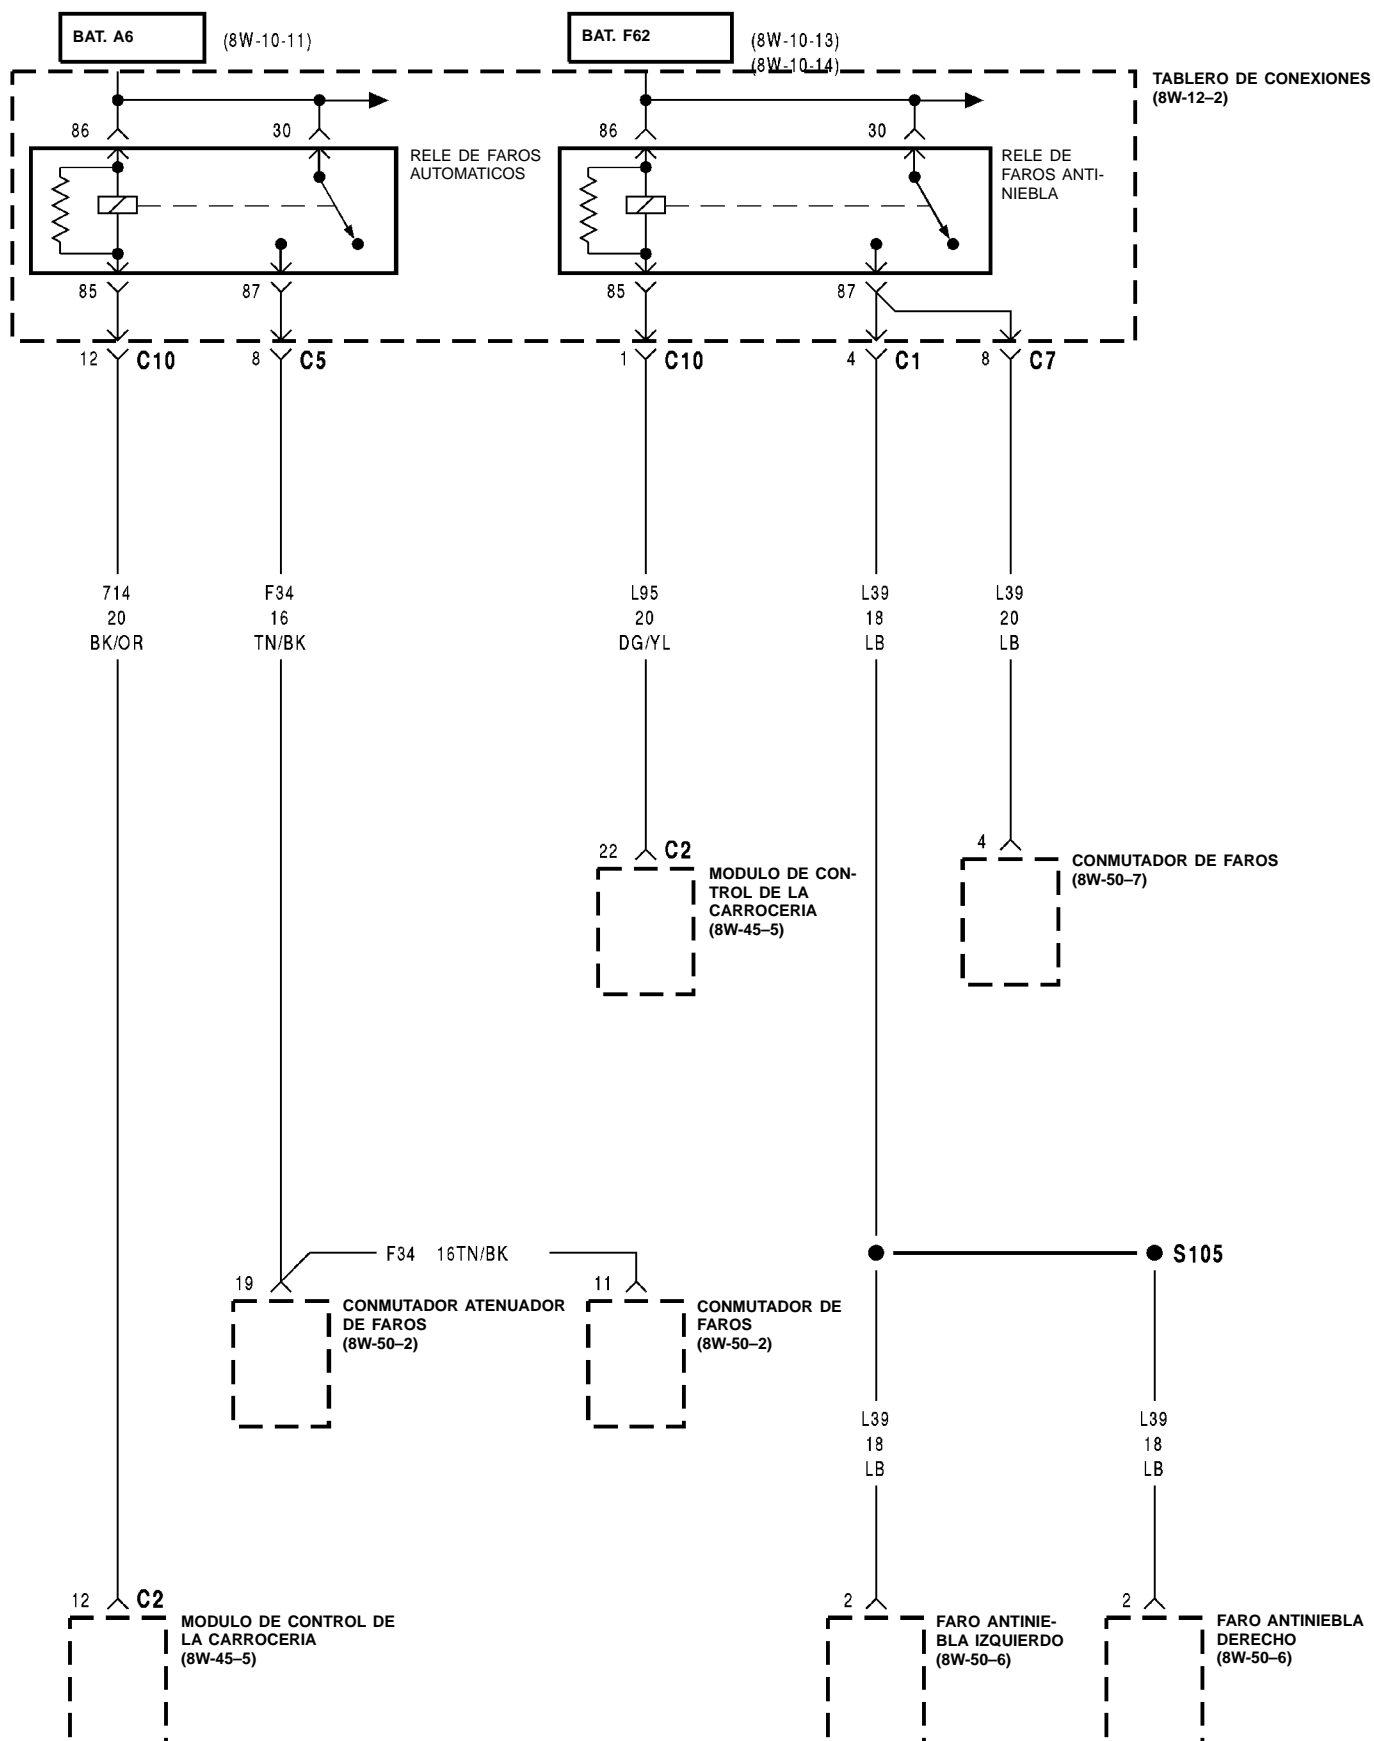 BAT. A6
(8W-10-11)
BAT. F62
(8W-10-13)
(8W-10-14)
TABLERO DE CONEXIONES
(8W-12–2)
86
30
86
30
RELE DE FAROS
AUTOMATICOS
RELE DE
FAROS ANTI-
NIEBLA
85
87
85
87
12
C10
8
C5
1
C10
4
C1
8
C7
714
20
BK/OR
F34
16
TN/BK
L95
20
DG/YL
L39
18
LB
L39
20
LB
22
C2
MODULO DE CON-
TROL DE LA
CARROCERIA
(8W-45–5)
4
CONMUTADOR DE FAROS
(8W-50–7)
F34 16TN/BK
S105
19
CONMUTADOR ATENUADOR
DE FAROS
(8W-50–2)
11
CONMUTADOR DE
FAROS
(8W-50–2)
L39
18
LB
L39
18
LB
12
C2
MODULO DE CONTROL DE
LA CARROCERIA
(8W-45–5)
2
FARO ANTINIE-
BLA IZQUIERDO
(8W-50–6)
2
FARO ANTINIEBLA
DERECHO
(8W-50–6)